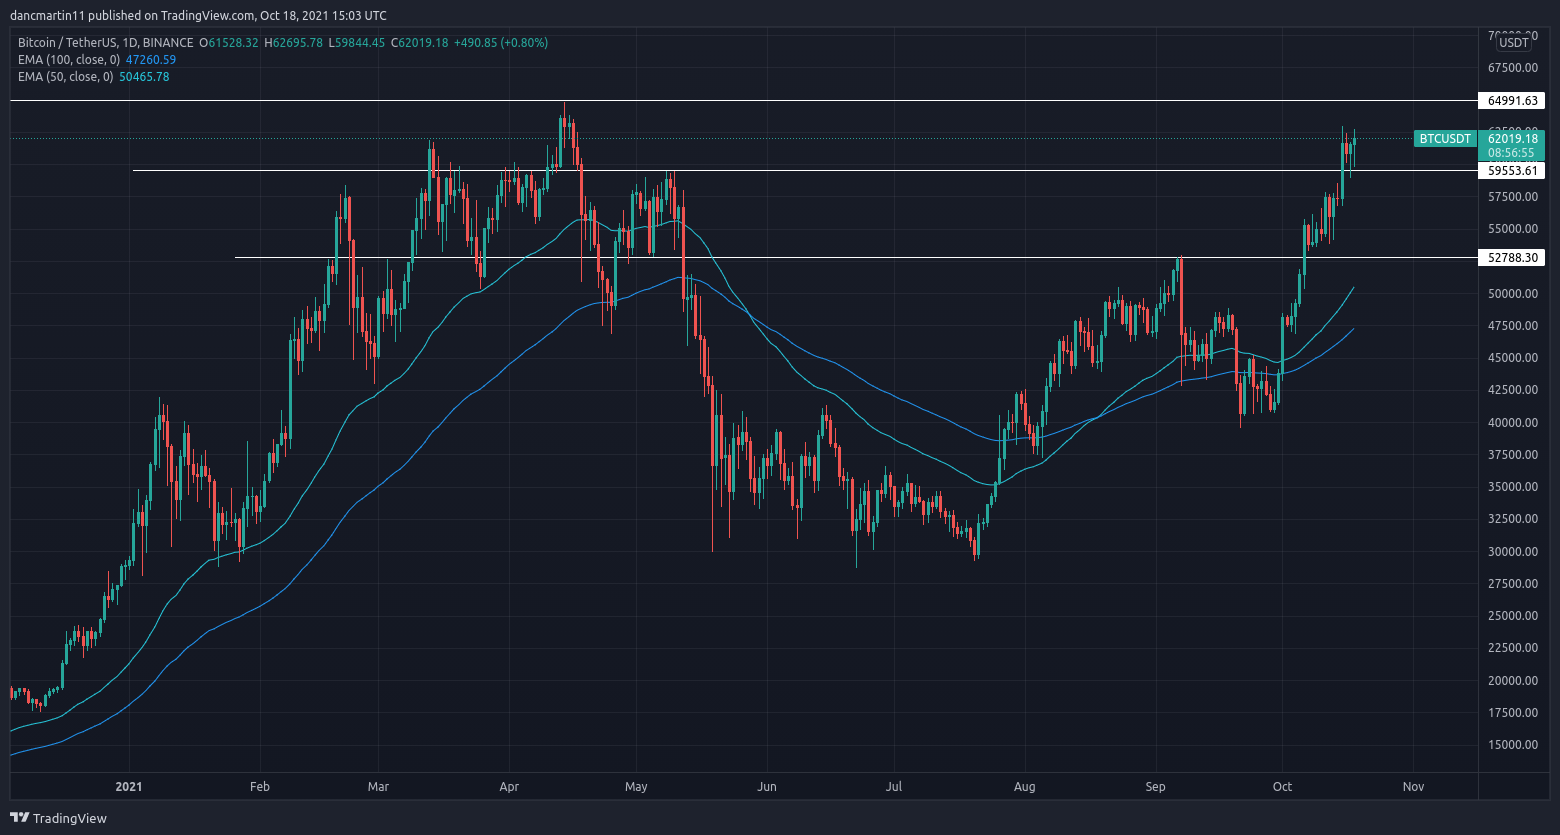 dancmartin11 published on TradingView.com, Oct 18, 2021 15:03 UTC
Bitcoin / TetherUS, 1D, BINANCE O61528.32 H62695.78 L59844.45 C62019.18 +490.85 (+0.80%)
EMA (100, close, 0) 47260.59
EMA (50, close, 0) 50465.78
USDT
67500.00
64991.63
BTCUSDT 62019.18
08:56:55
59553.61
57500.00
55000.00
52788.30
50000.00
47500.00
45000.00
42500.00
40000.00
37500.00
35000.00
32500.00
30000.00
27500.00
25000.00
22500.00
20000.00
17500.00
15000.00
2021 Feb Mar Apr May Jun Jul Aug Sep Oct Nov
TradingView